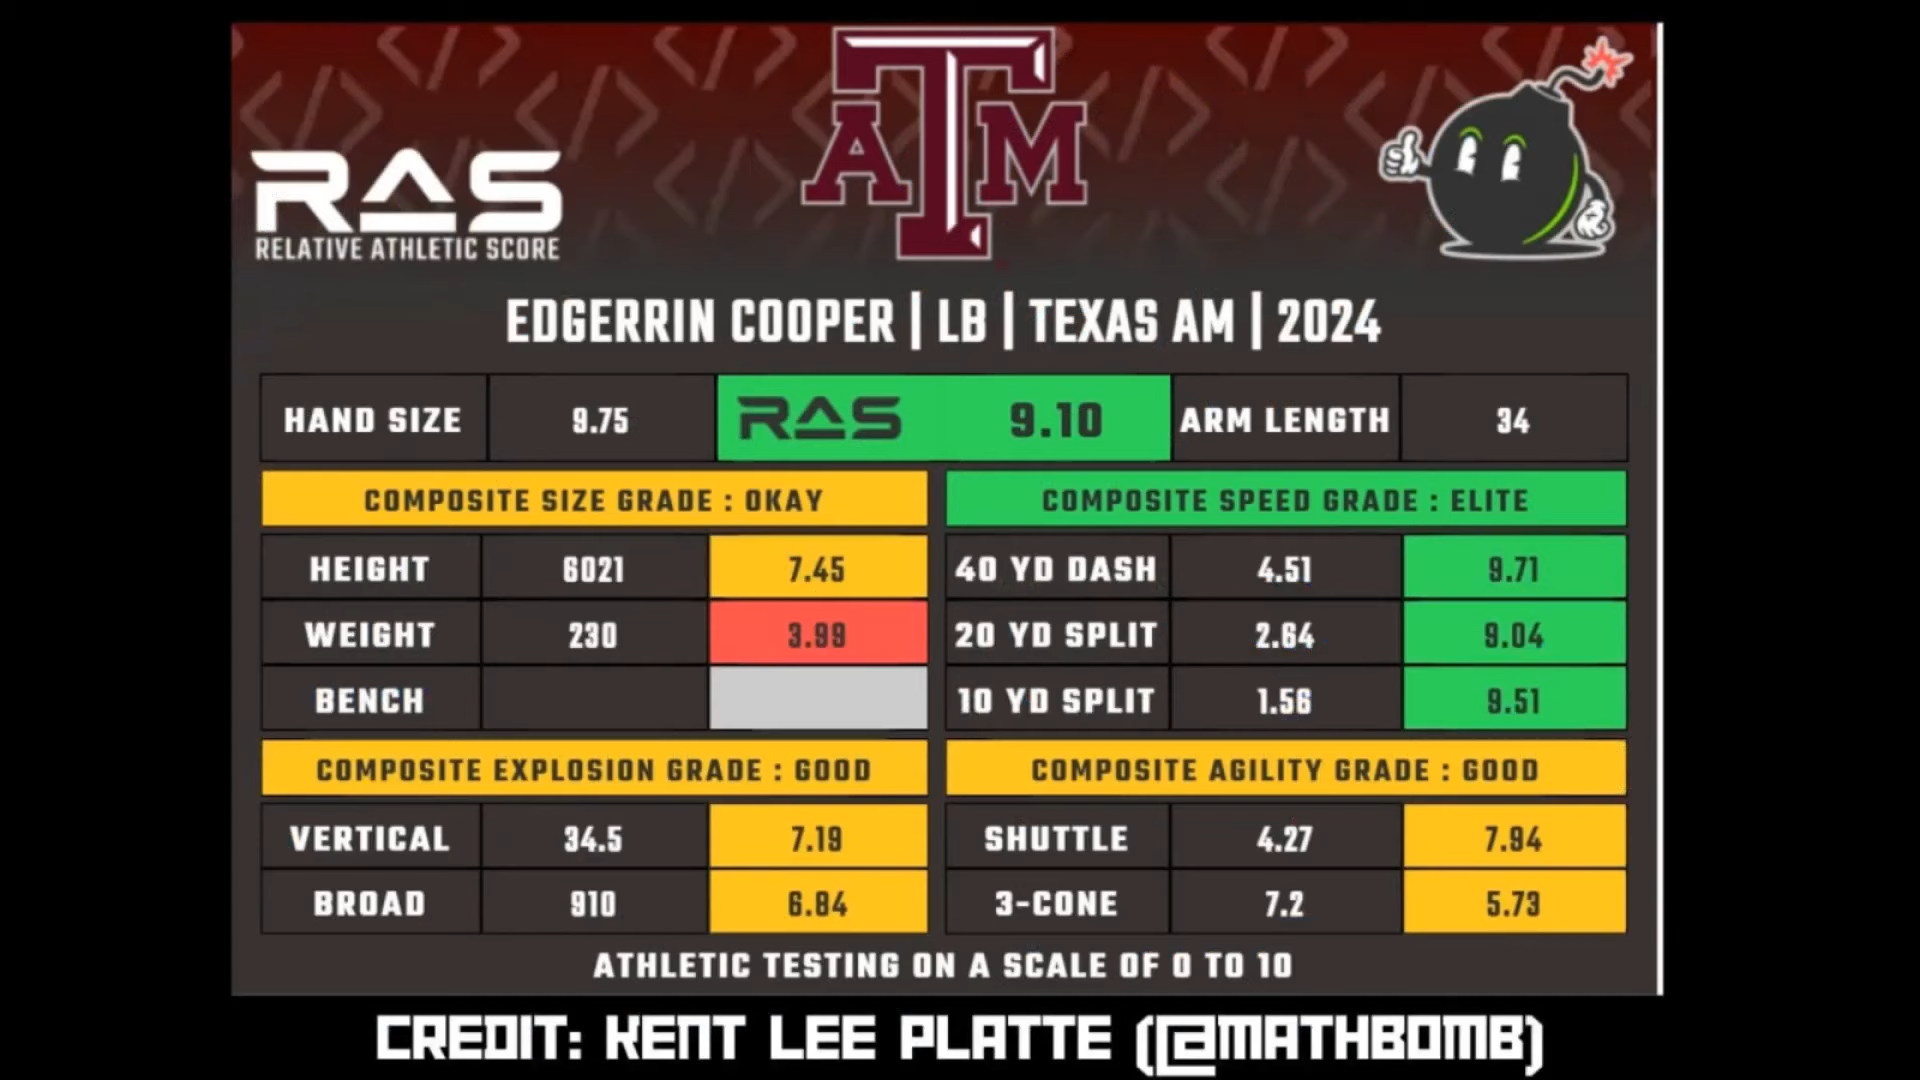 ATM
RAS
RELATIVE ATHLETIC SCORE
EDGERRIN COOPER | LB | TEXAS AM | 2024
HAND SIZE 9.75 RAS 9.10 ARM LENGTH 34
COMPOSITE SIZE GRADE : OKAY COMPOSITE SPEED GRADE : ELITE
HEIGHT 6021 7.45 40 YD DASH 4.51 9.71
WEIGHT 230 3.99 20 YD SPLIT 2.64 9.04
BENCH 10 YD SPLIT 1.56 9.51
COMPOSITE EXPLOSION GRADE : GOOD COMPOSITE AGILITY GRADE : GOOD
VERTICAL 34.5 7.19 SHUTTLE 4.27 7.94
BROAD 910 6.84 3-CONE 7.2 5.73
ATHLETIC TESTING ON A SCALE OF 0 TO 10
CREDIT: KENT LEE PLATTE (@MATHBOMB)